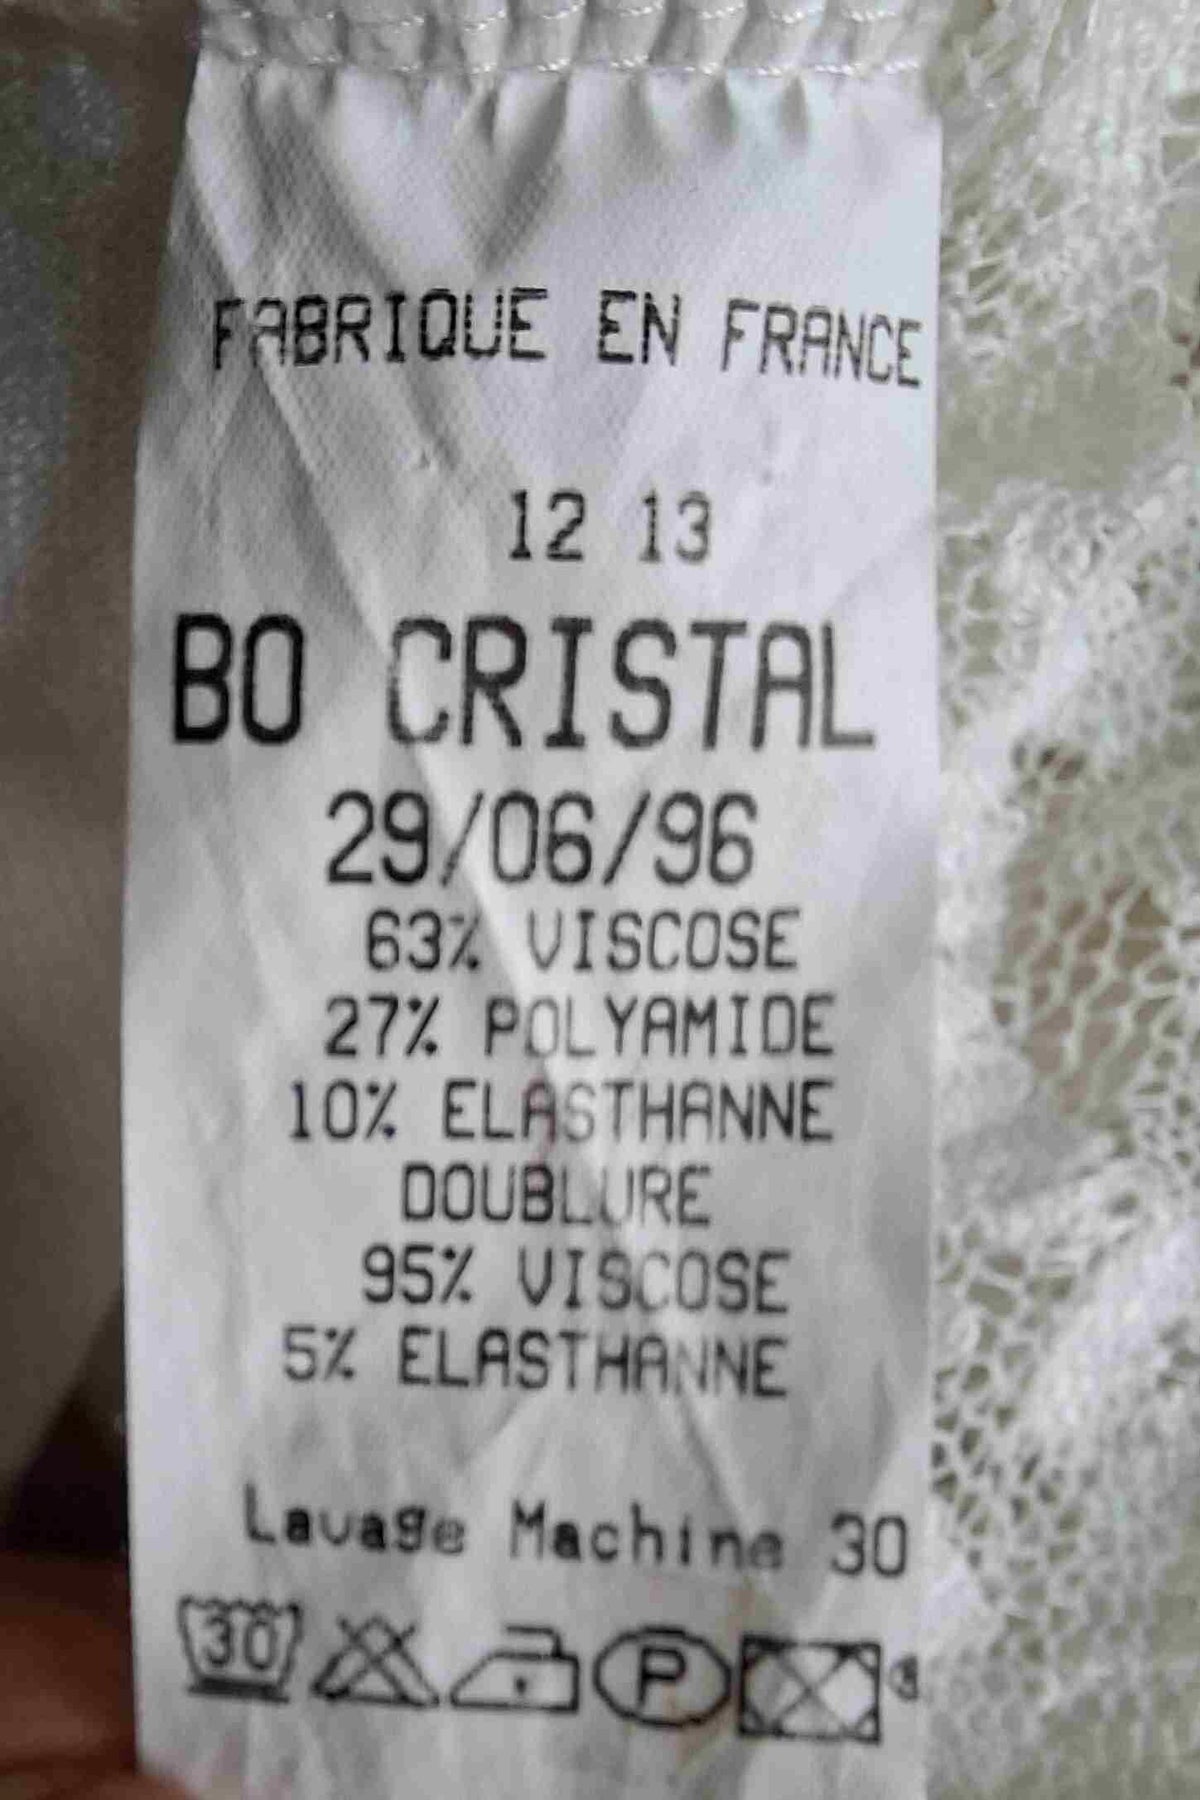 FABRIQUE EN FRANCE
12 13
BO CRISTAL
29/06/96
63% VISCOSE
27% POLYAMIDE
10% ELASTHANNE
DOUBLURE
95% VISCOSE
5% ELASTHANNE
Lavage Machine 30
30 P